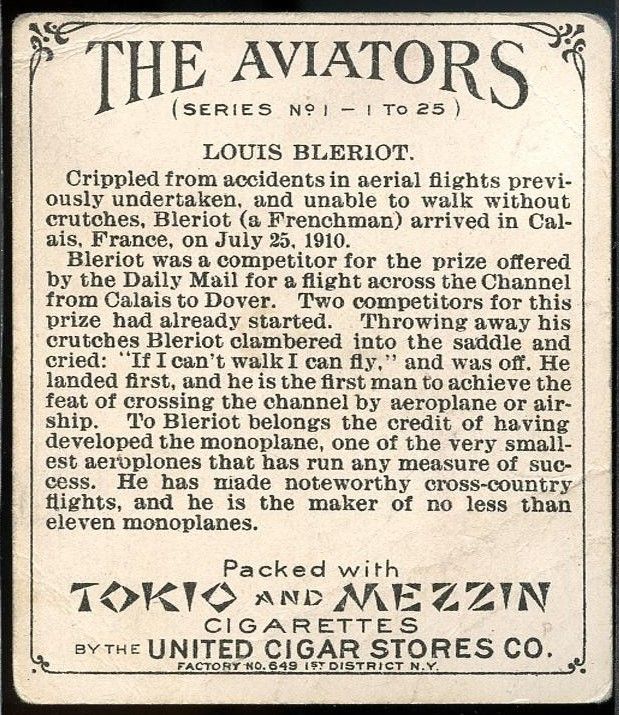 THE AVIATORS
(SERIES No 1 – 1 TO 25)
LOUIS BLERIOT.
Crippled from accidents in aerial flights previ-
ously undertaken, and unable to walk without
crutches, Bleriot (a Frenchman) arrived in Cal-
ais, France, on July 25, 1910.
Bleriot was a competitor for the prize offered
by the Daily Mail for a flight across the Channel
from Calais to Dover. Two competitors for this
prize had already started. Throwing away his
crutches Bleriot clambered into the saddle and
cried: "If I can't walk I can fly," and was off. He
landed first, and he is the first man to achieve the
feat of crossing the channel by aeroplane or air-
ship. To Bleriot belongs the credit of having
developed the monoplane, one of the very small-
est aeroplones that has run any measure of suc-
cess. He has made noteworthy cross-country
flights, and he is the maker of no less than
eleven monoplanes.
Packed with
TOKIO AND MEZZIN
CIGARETTES
BY THE UNITED CIGAR STORES CO.
FACTORY NO. 649 1ST DISTRICT N.Y.